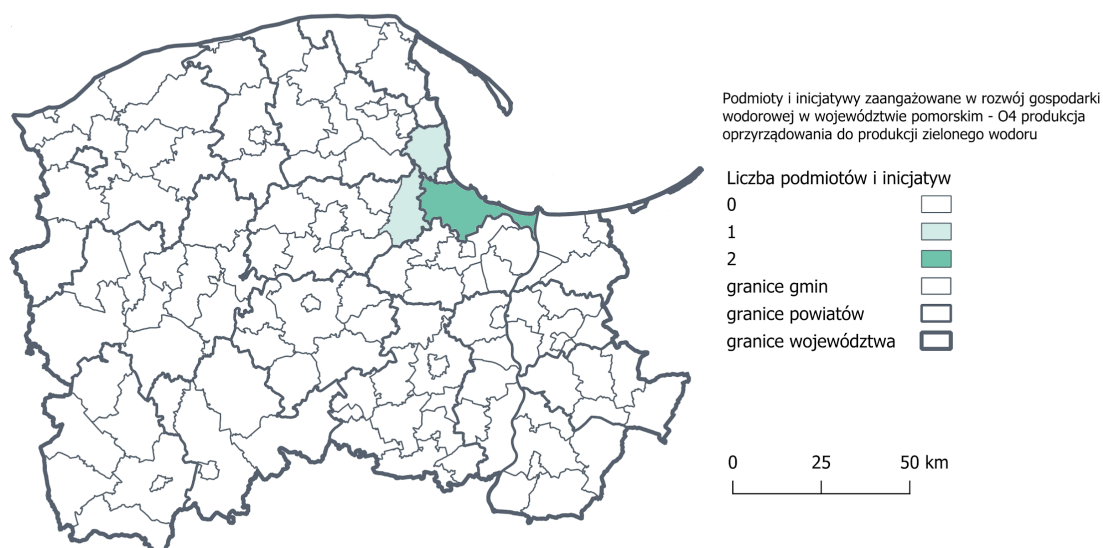 Podmioty i inicjatywy zaangażowane w rozwój gospodarki
wodorowej w województwie pomorskim - O4 produkcja
oprzyrządowania do produkcji zielonego wodoru
Liczba podmiotów i inicjatyw
0
1
2
granice gmin
granice powiatów
granice województwa
0 25 50 km